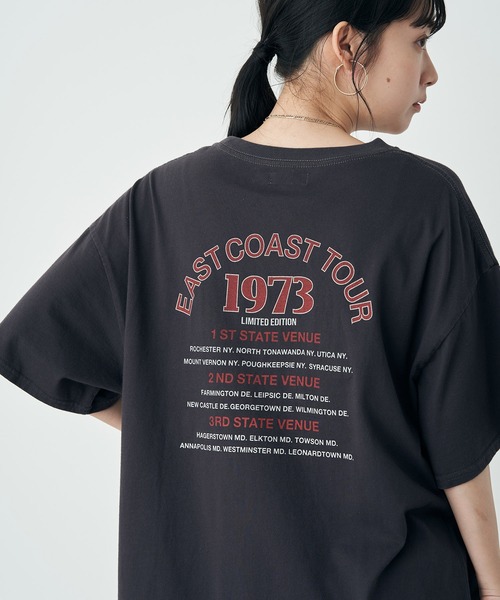 EAST COAST TOUR
1973
LIMITED EDITION
1 ST STATE VENUE
ROCHESTER NY. NORTH TONAWANDA NY. UTICA NY.
MOUNT VERNON NY. POUGHKEEPSIE NY. SYRACUSE NY.
2 ND STATE VENUE
FARMINGTON DE. LEIPSIC DE. MILTON DE.
NEW CASTLE DE.GEORGETOWN DE. WILMINGTON DE.
3RD STATE VENUE
HAGERSTOWN MD. ELKTON MD. TOWSON MD.
ANNAPOLIS MD. WESTMINSTER MD. LEONARDTOWN MD.